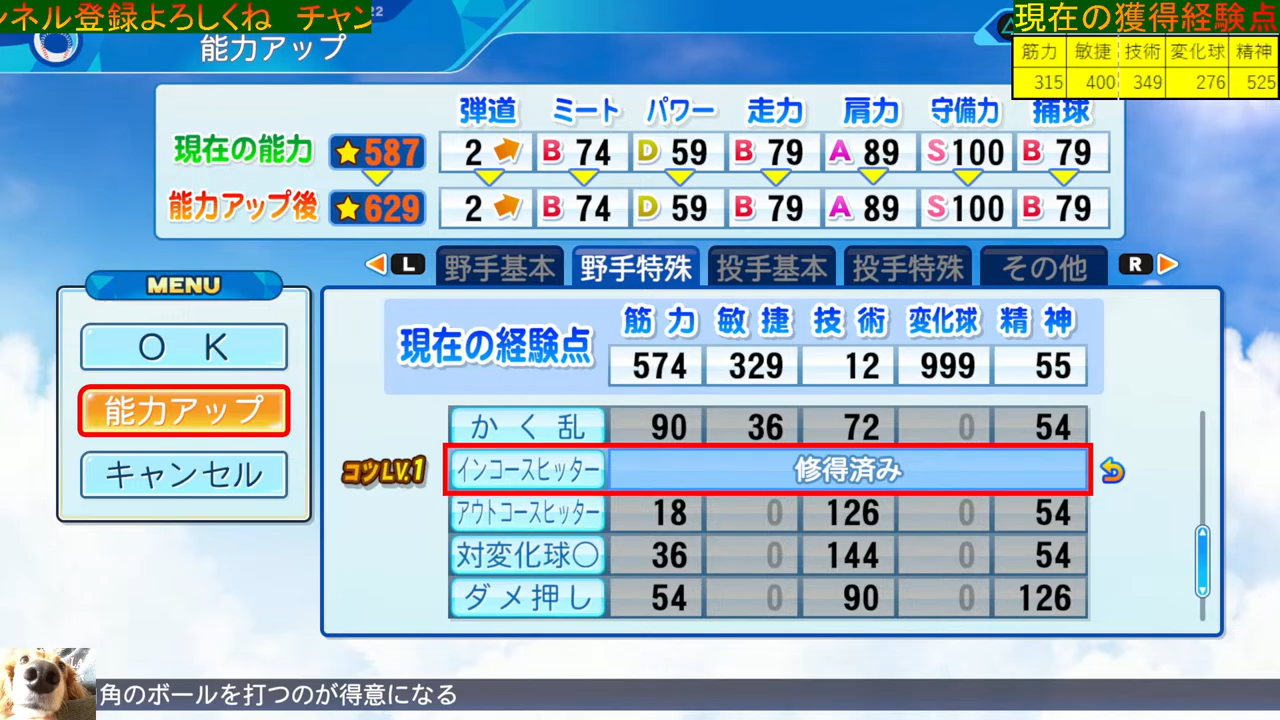 ンネル登録よろしくね チャン
22
能力アップ
現在の獲得経験点
筋力 敏捷 技術 変化球 精神
315 400 349 276 525
弾道 ミート パワー 走力 肩力 守備力 捕球
現在の能力 ★587 2 B 74 D 59 B 79 A 89 S 100 B 79
能力アップ後 ★629 2 B 74 D 59 B 79 A 89 S 100 B 79
L 野手基本 野手特殊 投手基本 投手特殊 その他 R
MENU
OK
能力アップ
キャンセル
筋力 敏捷 技術 変化球 精神
現在の経験点 574 329 12 999 55
かく乱 90 36 72 0 54
コツLV.1 インコースヒッター 修得済み
アウトコースヒッター 18 0 126 0 54
対変化球○ 36 0 144 0 54
ダメ押し 54 0 90 0 126
角のボールを打つのが得意になる